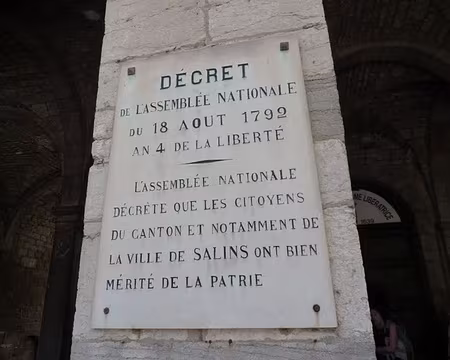 DÉCRET
DE L'ASSEMBLÉE NATIONALE
DU 18 AOUT 1792
AN 4 DE LA LIBERTÉ
L'ASSEMBLÉE NATIONALE
DÉCRÈTE QUE LES CITOYENS
DU CANTON ET NOTAMMENT DE
LA VILLE DE SALINS ONT BIEN
MÉRITÉ DE LA PATRIE
LIBÉRATRICE